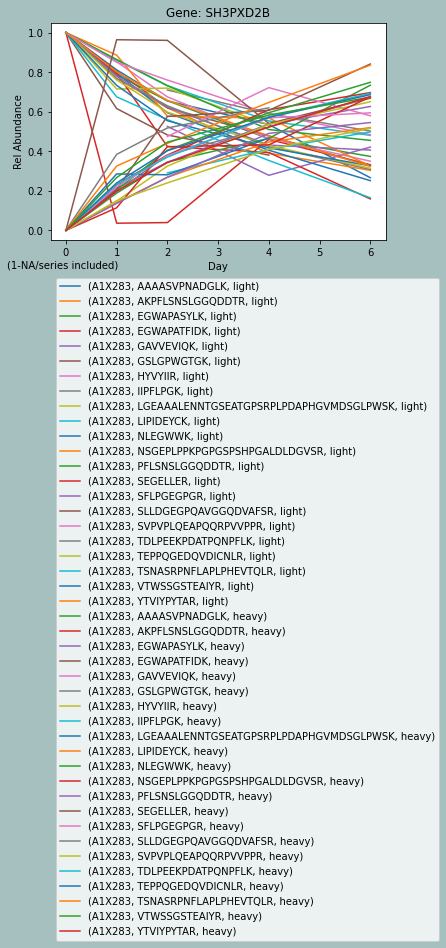 Gene: SH3PXD2B
1.0
0.8
0.6
0.4
0.2
0.0
Rel Abundance
0 1 2 3 4 5 6
(1-NA/series included)
Day
(A1X283, AAAASVPNADGLK, light)
(A1X283, AKPFLSNSLGGQDDTR, light)
(A1X283, EGWAPASYLK, light)
(A1X283, EGWAPATFIDK, light)
(A1X283, GAVVEVIQK, light)
(A1X283, GSLGPWGTGK, light)
(A1X283, HYVYIIR, light)
(A1X283, IIPFLPGK, light)
(A1X283, LGEAAALENNTGSEATGPSRPLPDAPHGVMDSGLPWSK, light)
(A1X283, LIPIDEYCK, light)
(A1X283, NLEGWWK, light)
(A1X283, NSGEPLPPKPGPGSPSHPGALDLDGVSR, light)
(A1X283, PFLSNSLGGQDDTR, light)
(A1X283, SEGELLER, light)
(A1X283, SFLPGEGPGR, light)
(A1X283, SLLDGEGPQAVGGQDVAFSR, light)
(A1X283, SVPVPLQEAPQQRPVVPPR, light)
(A1X283, TDLPEEKPDATPQNPFLK, light)
(A1X283, TEPPQGEDQVDICNLR, light)
(A1X283, TSNASRPNFLAPLPHEVTQLR, light)
(A1X283, VTWSSGSTEAIYR, light)
(A1X283, YTVIYPYTAR, light)
(A1X283, AAAASVPNADGLK, heavy)
(A1X283, AKPFLSNSLGGQDDTR, heavy)
(A1X283, EGWAPASYLK, heavy)
(A1X283, EGWAPATFIDK, heavy)
(A1X283, GAVVEVIQK, heavy)
(A1X283, GSLGPWGTGK, heavy)
(A1X283, HYVYIIR, heavy)
(A1X283, IIPFLPGK, heavy)
(A1X283, LGEAAALENNTGSEATGPSRPLPDAPHGVMDSGLPWSK, heavy)
(A1X283, LIPIDEYCK, heavy)
(A1X283, NLEGWWK, heavy)
(A1X283, NSGEPLPPKPGPGSPSHPGALDLDGVSR, heavy)
(A1X283, PFLSNSLGGQDDTR, heavy)
(A1X283, SEGELLER, heavy)
(A1X283, SFLPGEGPGR, heavy)
(A1X283, SLLDGEGPQAVGGQDVAFSR, heavy)
(A1X283, SVPVPLQEAPQQRPVVPPR, heavy)
(A1X283, TDLPEEKPDATPQNPFLK, heavy)
(A1X283, TEPPQGEDQVDICNLR, heavy)
(A1X283, TSNASRPNFLAPLPHEVTQLR, heavy)
(A1X283, VTWSSGSTEAIYR, heavy)
(A1X283, YTVIYPYTAR, heavy)